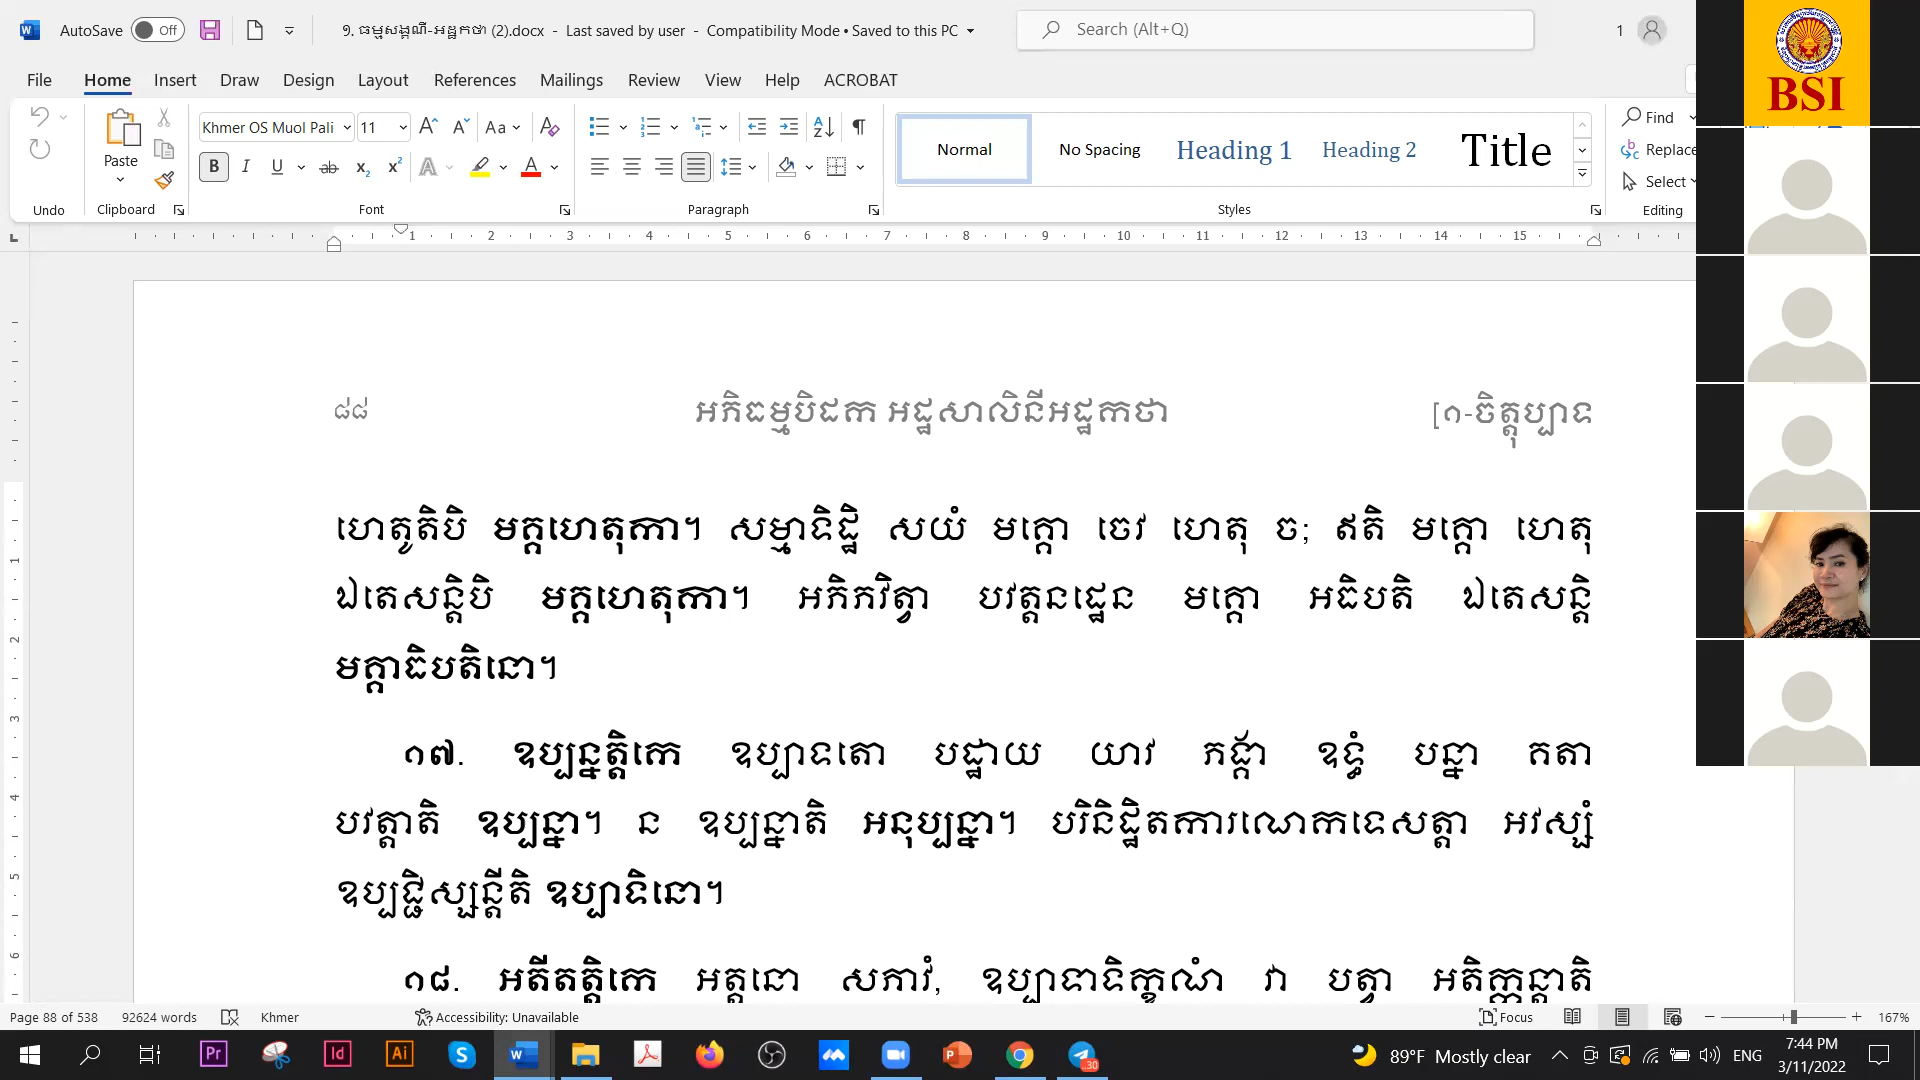 AutoSave Off ១. ធម្មសង្គណី-អដ្ឋកថា (2).docx - Last saved by user - Compatibility Mode • Saved to this PC Search (Alt+Q) 1
File Home Insert Draw Design Layout References Mailings Review View Help ACROBAT
Khmer OS Muol Pali 11
Paste
Normal No Spacing Heading 1 Heading 2 Title
Find
Replace
Select
Undo Clipboard Font Paragraph Styles Editing
BSI
1 2 3 4 5 6 7 8 9 10 11 12 13 14 15
៨៨ អភិធម្មបិដក អដ្ឋសាលិនីអដ្ឋកថា [១-ចិត្តុប្បាទ
ហេតូតិបិ មគ្គហេតុកា។ សម្មាទិដ្ឋិ សយំ មគ្គោ ចេវ ហេតុ ច; ឥតិ មគ្គោ ហេតុ
ឯតេសន្តិបិ មគ្គហេតុកា។ អភិភវិត្វា បវត្តនដ្ឋេន មគ្គោ អធិបតិ ឯតេសន្តិ
មគ្គាធិបតិនោ។
១៧. ឧប្បន្នត្តិកេ ឧប្បាទតោ បដ្ឋាយ យាវ ភង្គា ឧទ្ធំ បន្នា គតា
បវត្តាតិ ឧប្បន្នា។ ន ឧប្បន្នាតិ អនុប្បន្នា។ បរិនិដ្ឋិតការណេកទេសត្តា អវស្សំ
ឧប្បជ្ជិស្សន្តីតិ ឧប្បាទិនោ។
១៨. អតីតត្តិកេ អត្តនោ សភាវំ, ឧប្បាទាទិក្ខណំ វា បត្វា អតិក្កន្តាតិ
Page 88 of 538 92624 words Khmer Accessibility: Unavailable Focus 167%
89°F Mostly clear ENG 7:44 PM
3/11/2022